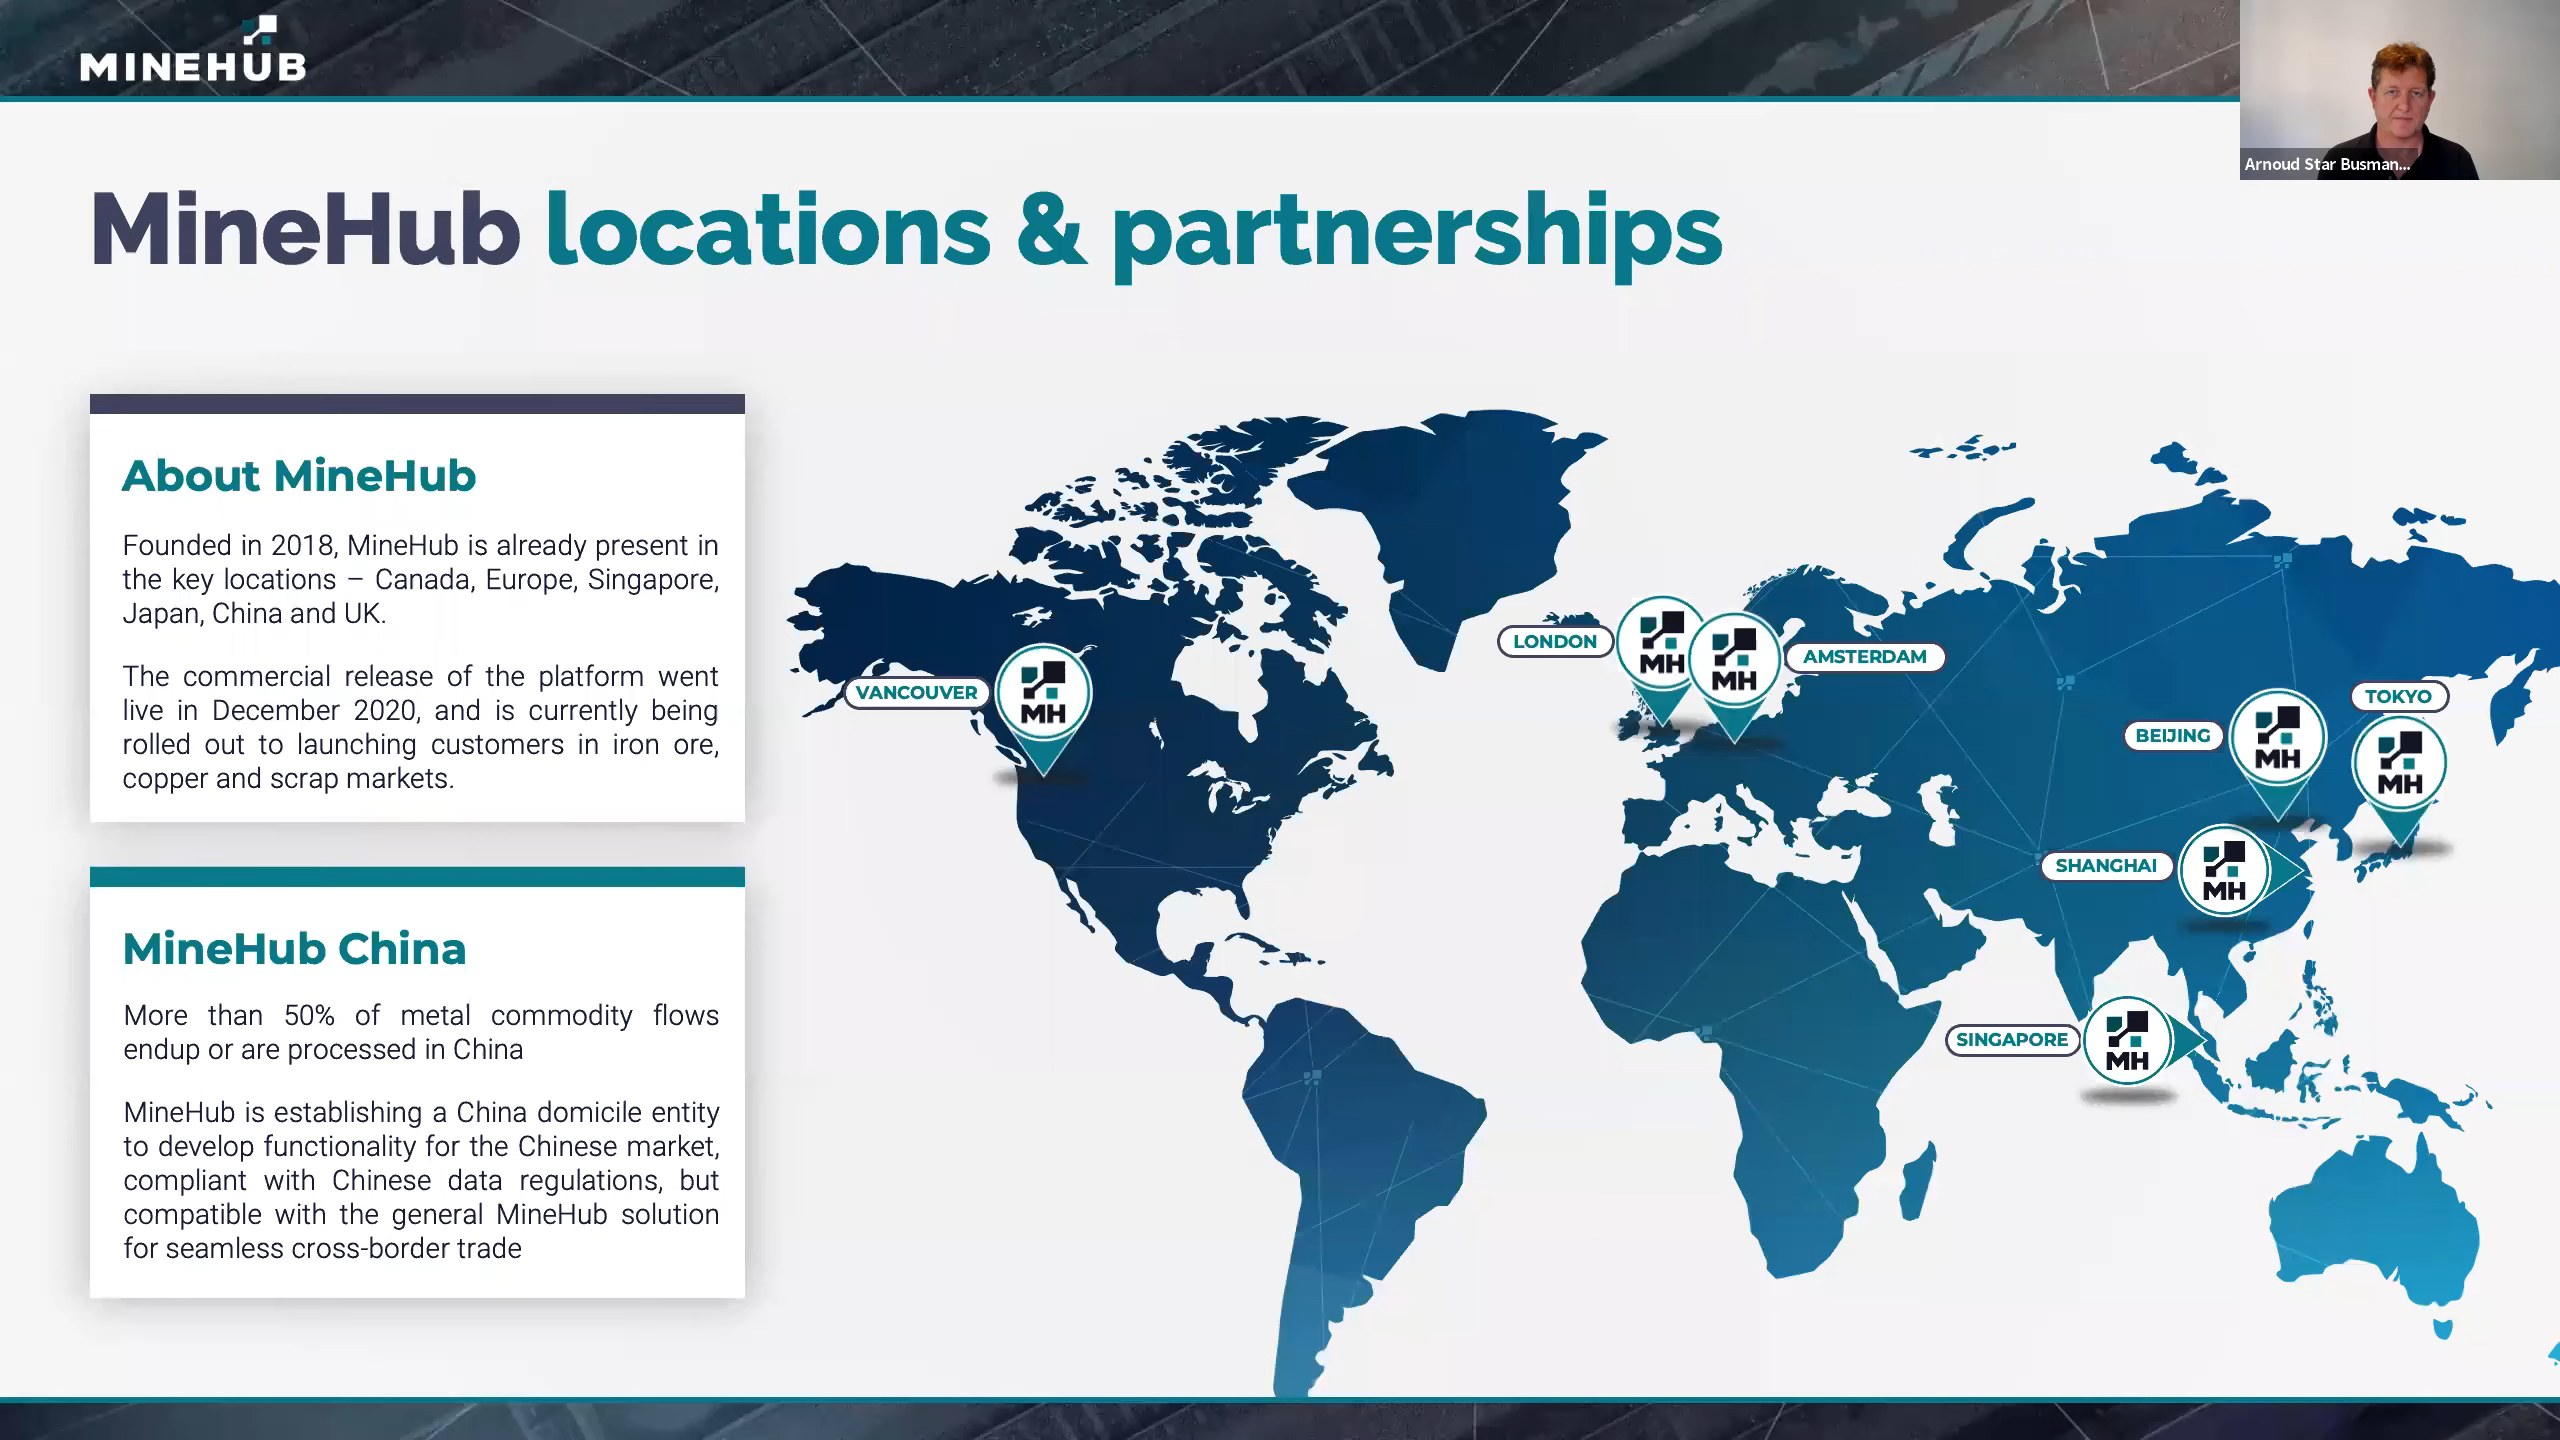 MINEHUB
Arnoud Star Busman...
MineHub locations & partnerships
About MineHub
Founded in 2018, MineHub is already present in
the key locations – Canada, Europe, Singapore,
Japan, China and UK.
The commercial release of the platform went
live in December 2020, and is currently being
rolled out to launching customers in iron ore,
copper and scrap markets.
MineHub China
More than 50% of metal commodity flows
endup or are processed in China
MineHub is establishing a China domicile entity
to develop functionality for the Chinese market,
compliant with Chinese data regulations, but
compatible with the general MineHub solution
for seamless cross-border trade
VANCOUVER
MH
LONDON
MH
MH
AMSTERDAM
BEIJING
MH
TOKYO
MH
SHANGHAI
MH
SINGAPORE
MH